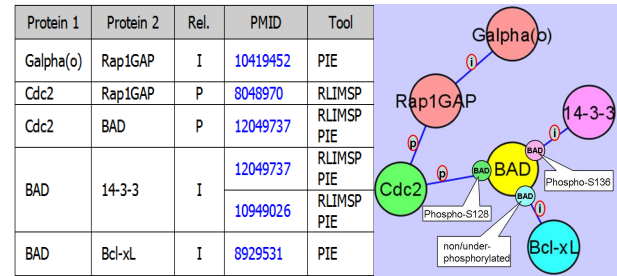 Protein 1 Protein 2 Rel. PMID Tool
Galpha(o) Rap1GAP I 10419452 PIE
Cdc2 Rap1GAP P 8048970 RLIMSP
Cdc2 BAD P 12049737 RLIMSP
PIE
BAD 14-3-3 I 12049737 RLIMSP
PIE
10949026 RLIMSP
PIE
BAD Bcl-xL I 8929531 PIE
Galpha(o)
i
Rap1GAP
14-3-3
i
p
BAD
Phospho-S136
p
BAD
BAD
Cdc2
BAD
Phospho-S128
i
non/under-
phosphorylated
Bcl-xL